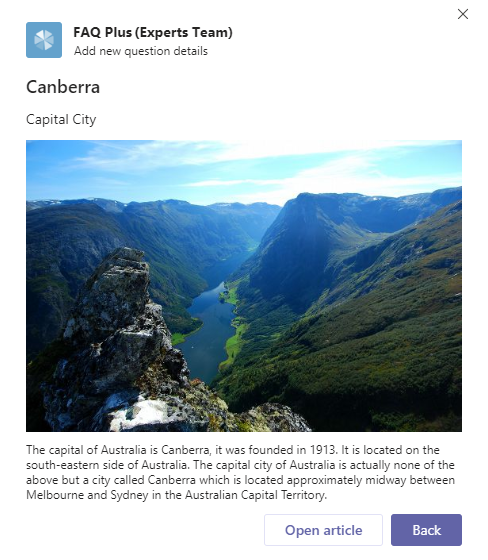 FAQ Plus (Experts Team)
Add new question details
Canberra
Capital City
The capital of Australia is Canberra, it was founded in 1913. It is located on the
south-eastern side of Australia. The capital city of Australia is actually none of the
above but a city called Canberra which is located approximately midway between
Melbourne and Sydney in the Australian Capital Territory.
Open article
Back